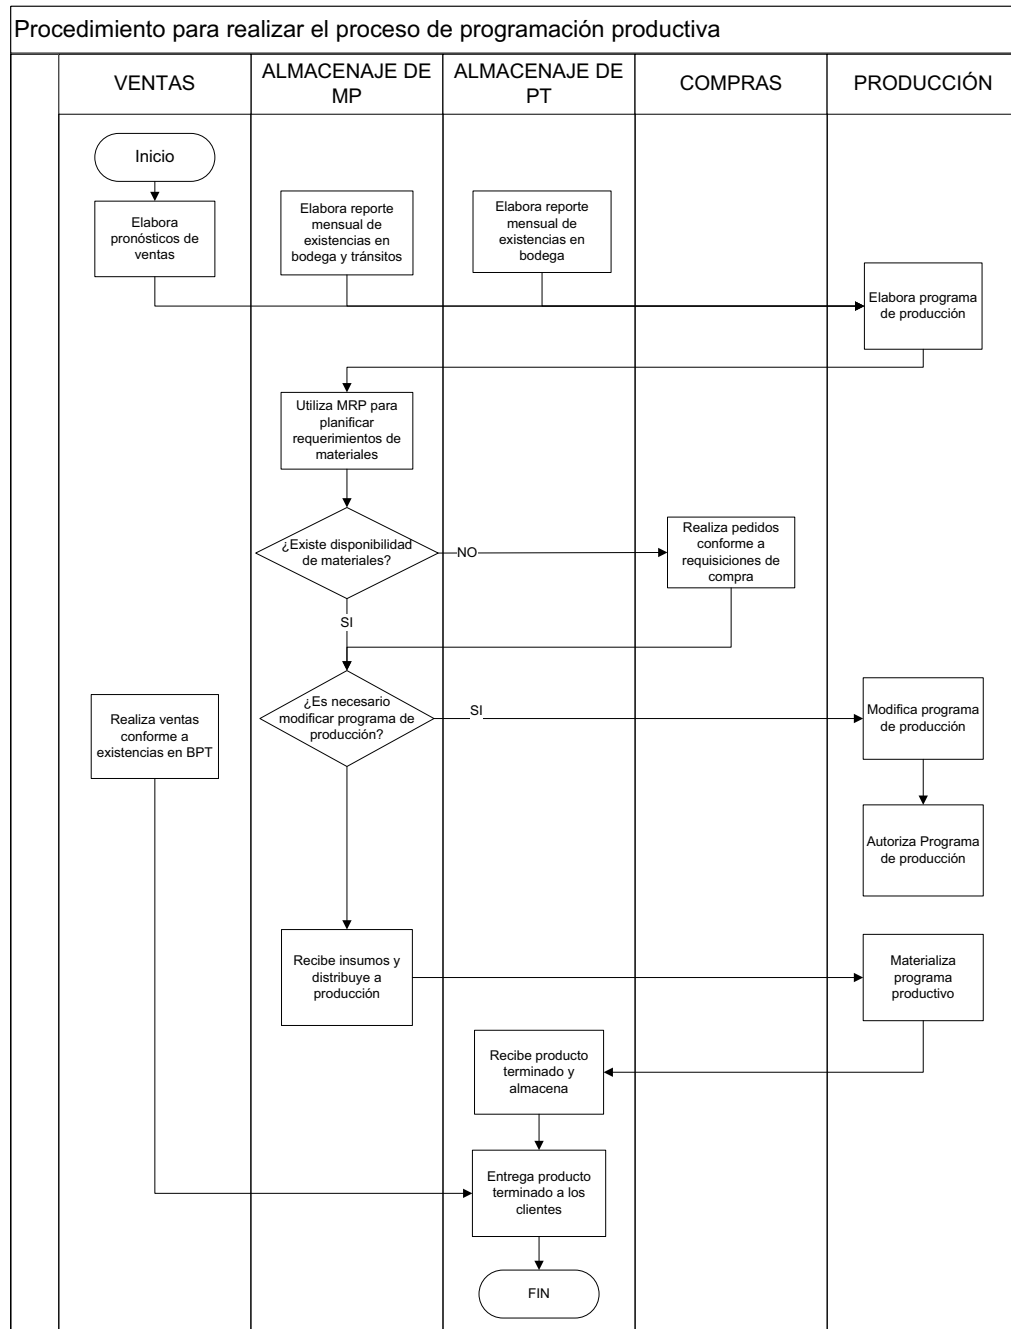 Procedimiento para realizar el proceso de programación productiva
VENTAS
ALMACENAJE DE
MP
ALMACENAJE DE
PT
COMPRAS
PRODUCCIÓN
Inicio
Elabora
pronósticos de
ventas
Elabora reporte
mensual de
existencias en
bodega y tránsitos
Elabora reporte
mensual de
existencias en
bodega
Elabora programa
de producción
Utiliza MRP para
planificar
requerimientos de
materiales
¿Existe disponibilidad
de materiales?
NO
Realiza pedidos
conforme a
requisiciones de
compra
SI
¿Es necesario
modificar programa de
producción?
SI
Modifica programa
de producción
Realiza ventas
conforme a
existencias en BPT
Autoriza Programa
de producción
Recibe insumos y
distribuye a
producción
Materializa
programa
productivo
Recibe producto
terminado y
almacena
Entrega producto
terminado a los
clientes
FIN